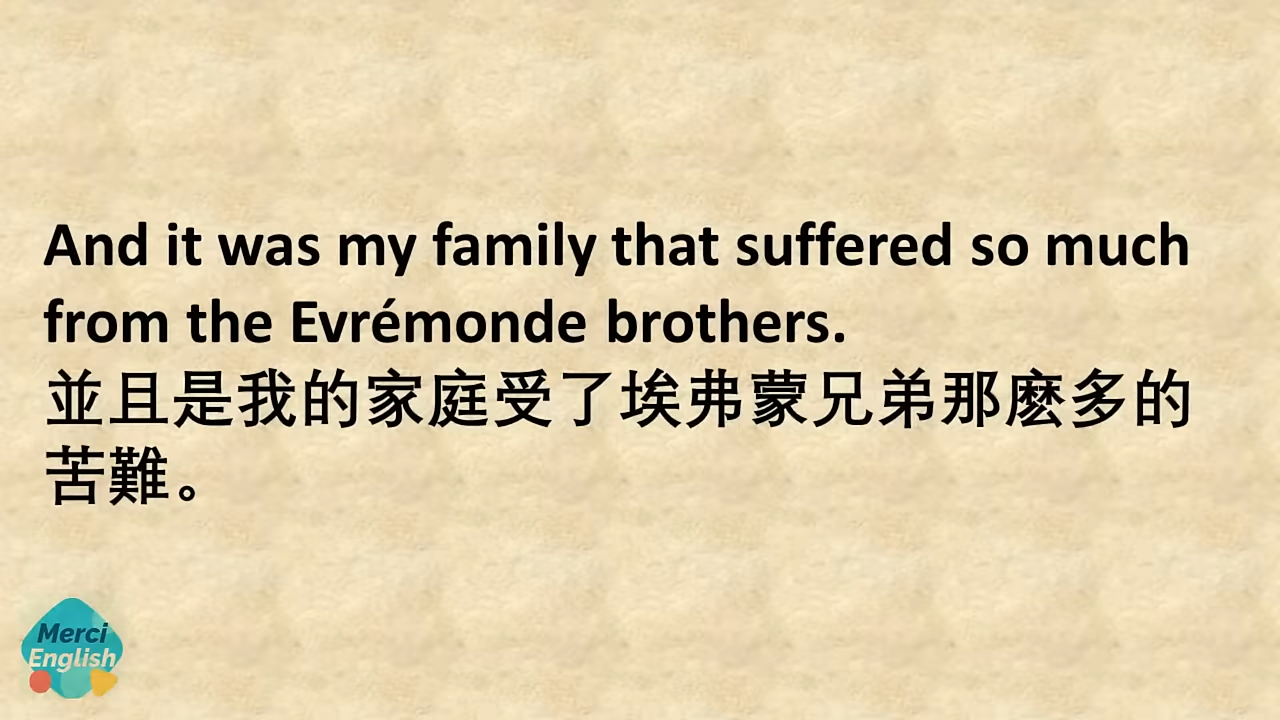 And it was my family that suffered so much
from the Evrémonde brothers.
並且是我的家庭受了埃弗蒙兄弟那麽多的
苦難。
Merci
English